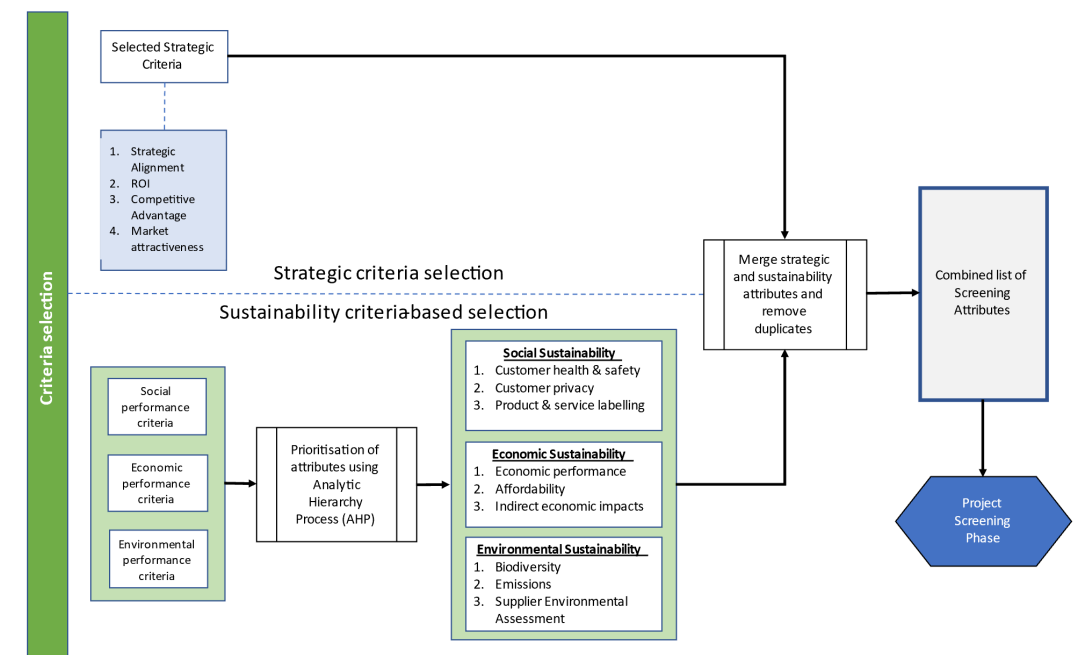 Criteria selection
Selected Strategic
Criteria
1. Strategic
Alignment
2. ROI
3. Competitive
Advantage
4. Market
attractiveness
Strategic criteria selection
Sustainability criteria-based selection
Social
performance
criteria
Economic
performance
criteria
Environmental
performance
criteria
Prioritisation of
attributes using
Analytic
Hierarchy
Process (AHP)
Social Sustainability
1. Customer health & safety
2. Customer privacy
3. Product & service labelling
Economic Sustainability
1. Economic performance
2. Affordability
3. Indirect economic impacts
Environmental Sustainability
1. Biodiversity
2. Emissions
3. Supplier Environmental
Assessment
Merge strategic
and sustainability
attributes and
remove
duplicates
Combined list of
Screening
Attributes
Project
Screening
Phase